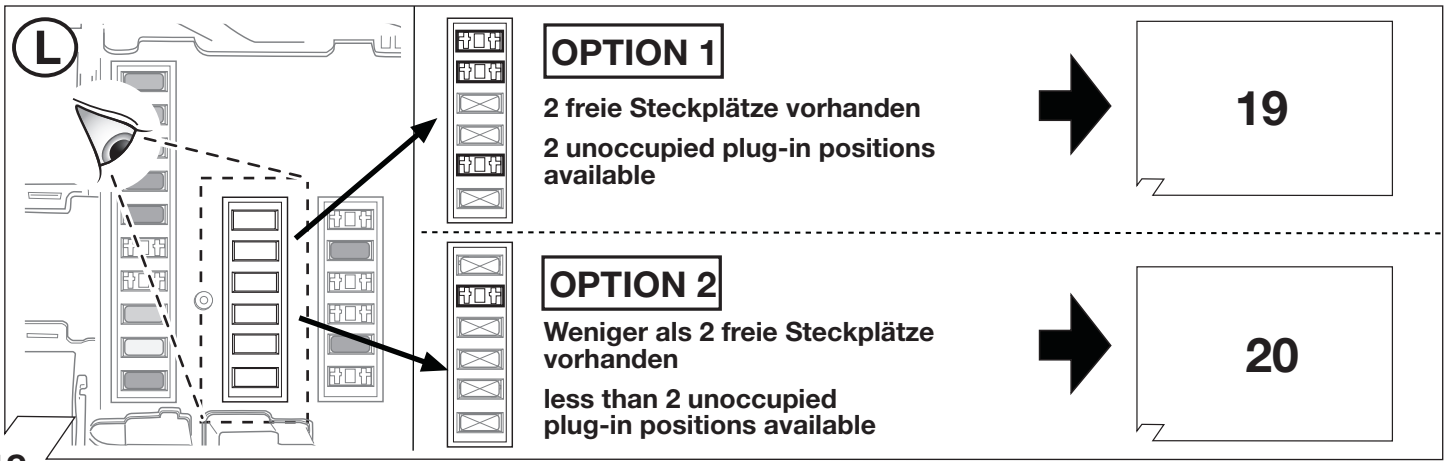 L
OPTION 1
2 freie Steckplätze vorhanden
2 unoccupied plug-in positions
available
19
OPTION 2
Weniger als 2 freie Steckplätze
vorhanden
less than 2 unoccupied
plug-in positions available
20